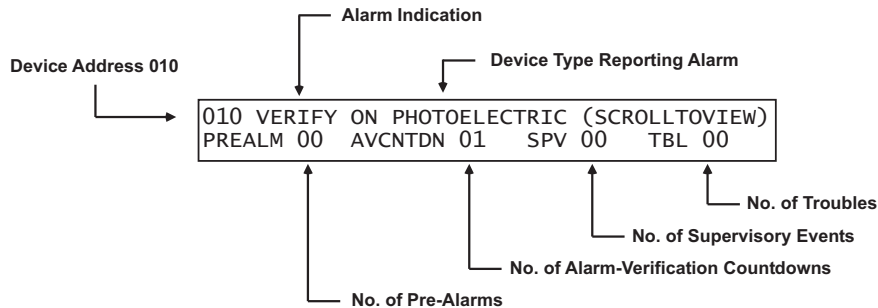 Alarm Indication
Device Address 010
Device Type Reporting Alarm
010 VERIFY ON PHOTOELECTRIC (SCROLLTOVIEW)
PREALM 00 AVCNTDN 01 SPV 00 TBL 00
No. of Troubles
No. of Supervisory Events
No. of Alarm-Verification Countdowns
No. of Pre-Alarms